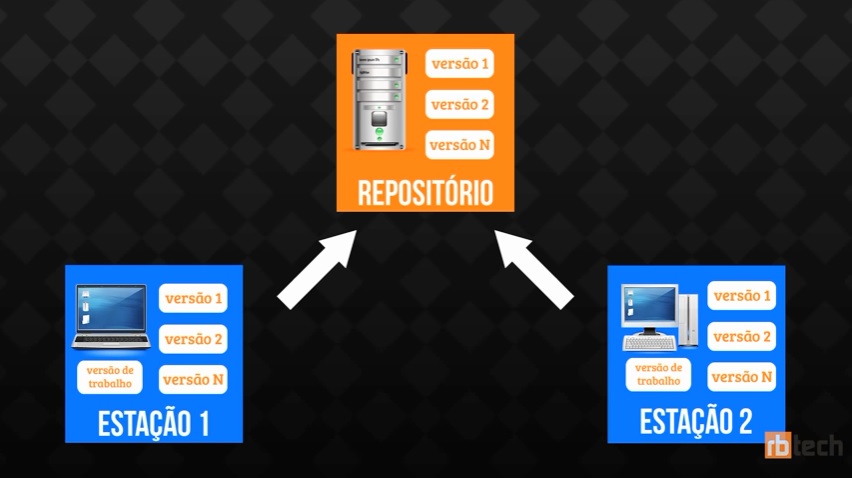 versão 1
versão 2
versão N
REPOSITÓRIO
versão 1
versão 2
versão de
trabalho
versão N
ESTAÇÃO 1
versão 1
versão 2
versão de
trabalho
versão N
ESTAÇÃO 2
rbtech